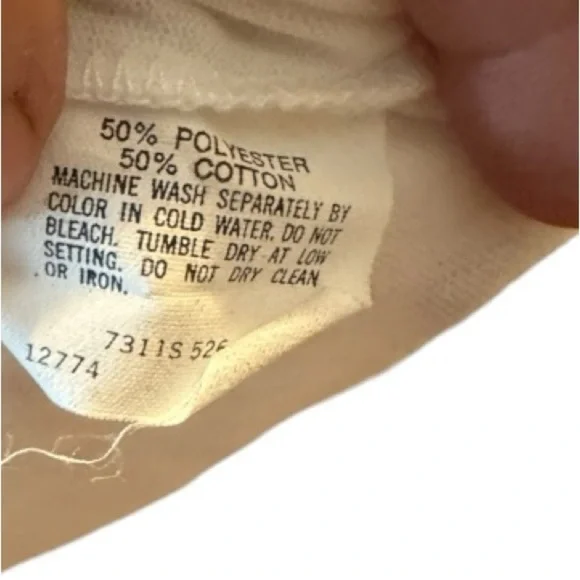 50% POLYESTER
50% COTTON
MACHINE WASH SEPARATELY BY
COLOR IN COLD WATER. DO NOT
BLEACH. TUMBLE DRY AT LOW
SETTING. DO NOT DRY CLEAN
OR IRON.
7311S 526
12774